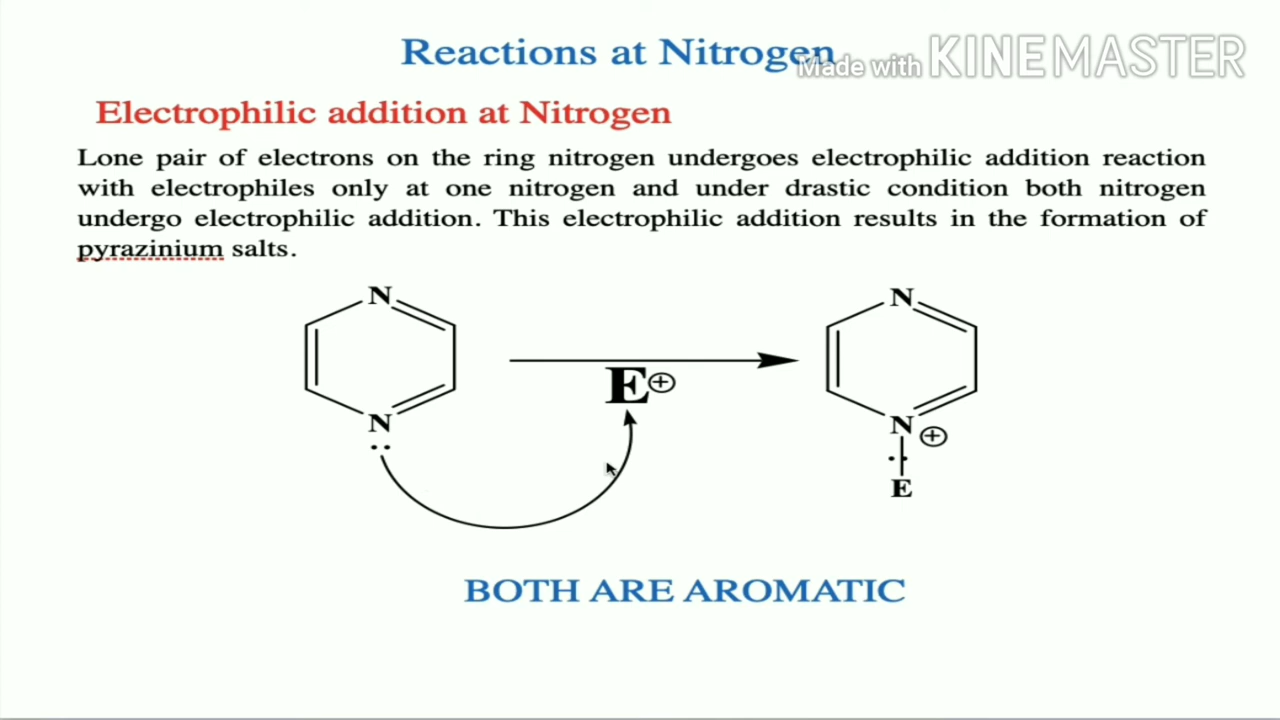 Reactions at Nitrogen
Made with KINEMASTER
Electrophilic addition at Nitrogen
Lone pair of electrons on the ring nitrogen undergoes electrophilic addition reaction
with electrophiles only at one nitrogen and under drastic condition both nitrogen
undergo electrophilic addition. This electrophilic addition results in the formation of
pyrazinium salts.
N
N
E⊕
N
N
⊕
E
BOTH ARE AROMATIC